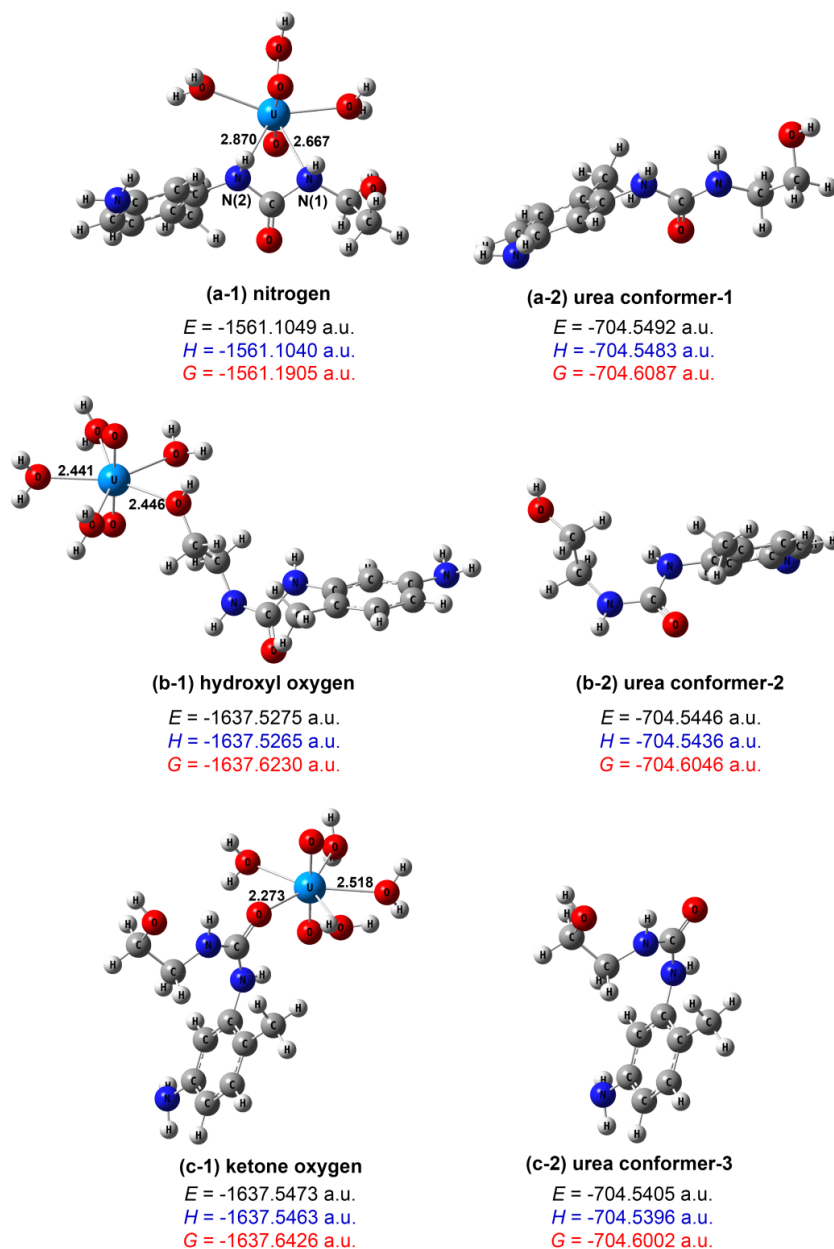 2.870 2.667
N(2) N(1)
(a-1) nitrogen
E = -1561.1049 a.u.
H = -1561.1040 a.u.
G = -1561.1905 a.u.
(a-2) urea conformer-1
E = -704.5492 a.u.
H = -704.5483 a.u.
G = -704.6087 a.u.
2.441
2.446
(b-1) hydroxyl oxygen
E = -1637.5275 a.u.
H = -1637.5265 a.u.
G = -1637.6230 a.u.
(b-2) urea conformer-2
E = -704.5446 a.u.
H = -704.5436 a.u.
G = -704.6046 a.u.
2.273
2.518
(c-1) ketone oxygen
E = -1637.5473 a.u.
H = -1637.5463 a.u.
G = -1637.6426 a.u.
(c-2) urea conformer-3
E = -704.5405 a.u.
H = -704.5396 a.u.
G = -704.6002 a.u.